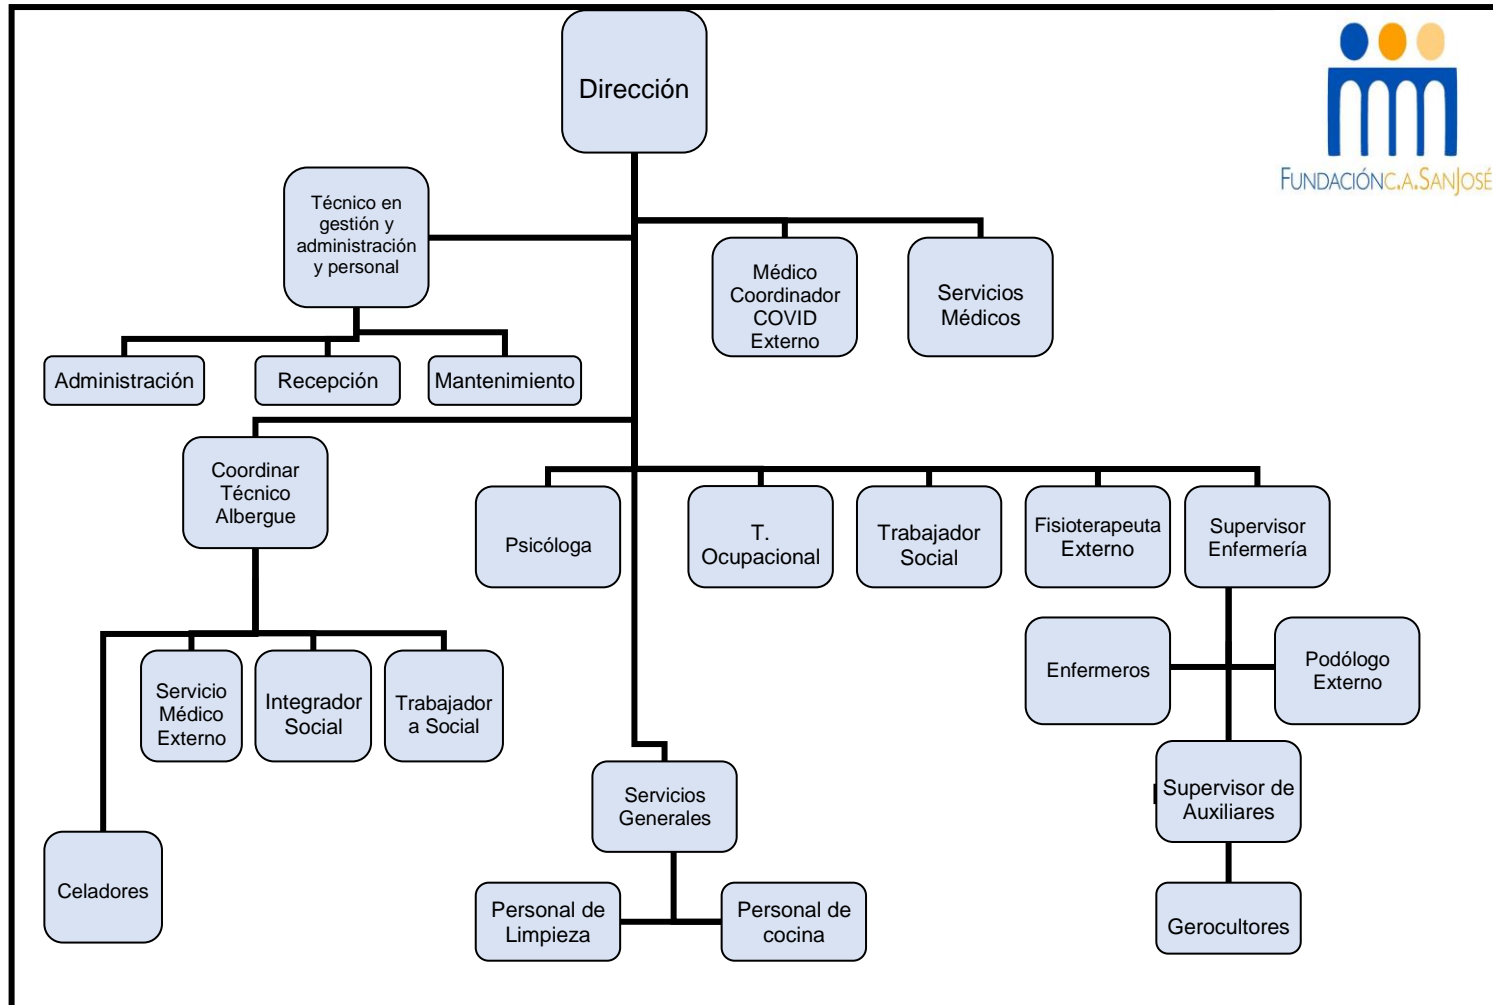 Dirección
FUNDACIÓNC.A.SANJOSÉ
Técnico en
gestión y
administración
y personal
Médico
Coordinador
COVID
Externo
Servicios
Médicos
Administración
Recepción
Mantenimiento
Coordinar
Técnico
Albergue
Psicóloga
T.
Ocupacional
Trabajador
Social
Fisioterapeuta
Externo
Supervisor
Enfermería
Servicio
Médico
Externo
Integrador
Social
Trabajador
a Social
Enfermeros
Podólogo
Externo
Servicios
Generales
Supervisor de
Auxiliares
Celadores
Personal de
Limpieza
Personal de
cocina
Gerocultores